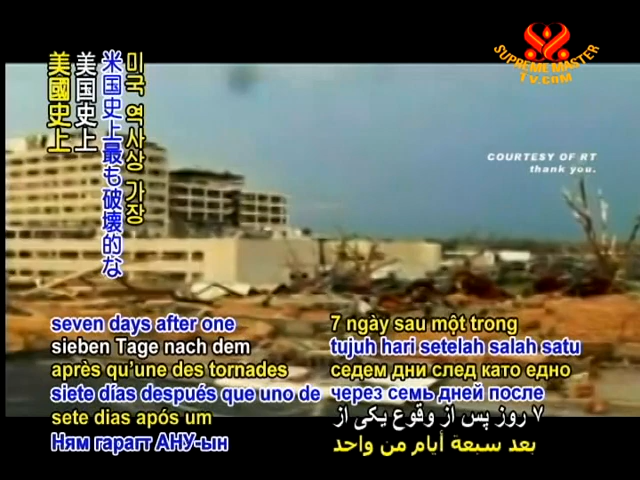 SUPREME MASTER
TV.COM
美國史上
美国史上
米国史上最も破壊的な
미국 역사상 가장
COURTESY OF RT
thank you.
seven days after one
sieben Tage nach dem
après qu'une des tornades
siete días después que uno de
sete dias após um
Ням гарагт АНУ-ын
7 ngày sau một trong
tujuh hari setelah salah satu
седем дни след като едно
через семь дней после
۷ روز پس از وقوع یکی از
بعد سبعة أيام من واحد